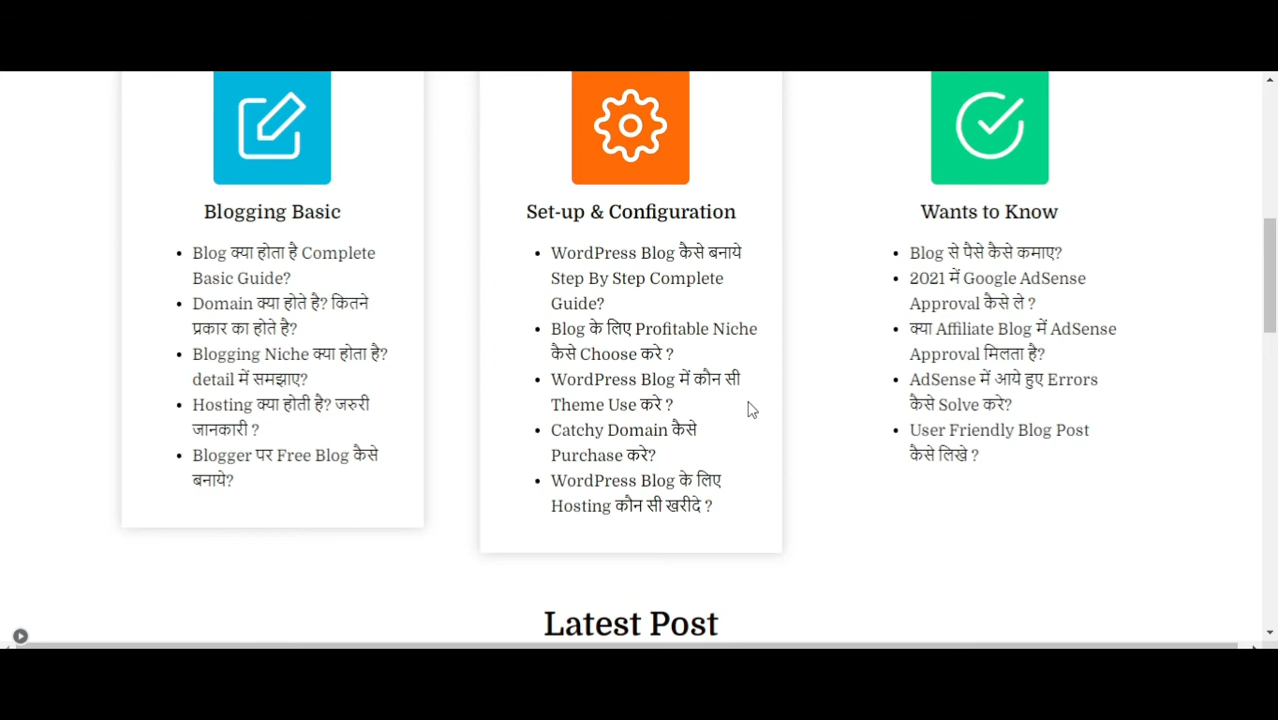 Blogging Basic
Blog क्या होता है Complete
Basic Guide?
Domain क्या होते है? कितने
प्रकार का होते है?
Blogging Niche क्या होता है?
detail में समझाए?
Hosting क्या होती है? जरुरी
जानकारी ?
Blogger पर Free Blog कैसे
बनाये?
Set-up & Configuration
WordPress Blog कैसे बनाये
Step By Step Complete
Guide?
Blog के लिए Profitable Niche
कैसे Choose करे ?
WordPress Blog में कौन सी
Theme Use करे ?
Catchy Domain कैसे
Purchase करे?
WordPress Blog के लिए
Hosting कौन सी खरीदे ?
Wants to Know
Blog से पैसे कैसे कमाए?
2021 में Google AdSense
Approval कैसे ले ?
क्या Affiliate Blog में AdSense
Approval मिलता है?
AdSense में आये हुए Errors
कैसे Solve करे?
User Friendly Blog Post
कैसे लिखे ?
Latest Post